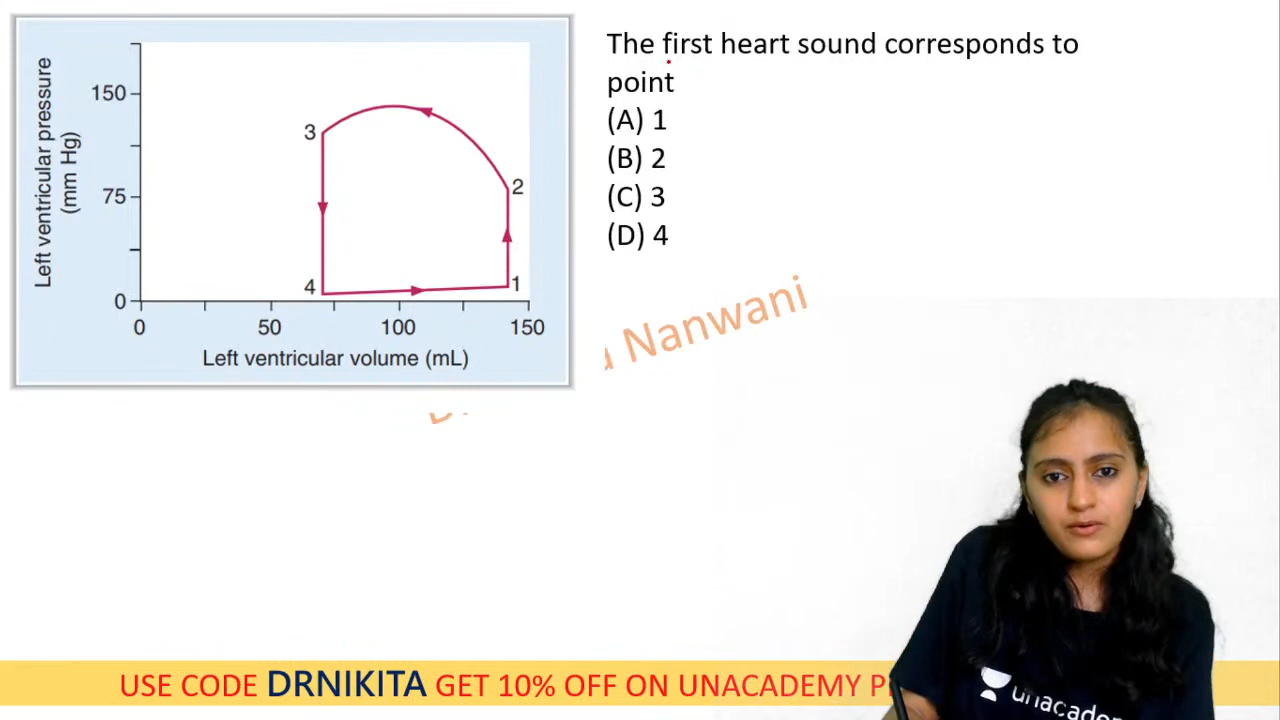 The first heart sound corresponds to
point
(A) 1
(B) 2
(C) 3
(D) 4
Left ventricular pressure
(mm Hg)
150
75
0
3
2
4
1
0
50
100
150
Left ventricular volume (mL)
Nanwani
USE CODE DRNIKITA GET 10% OFF ON UNACADEMY